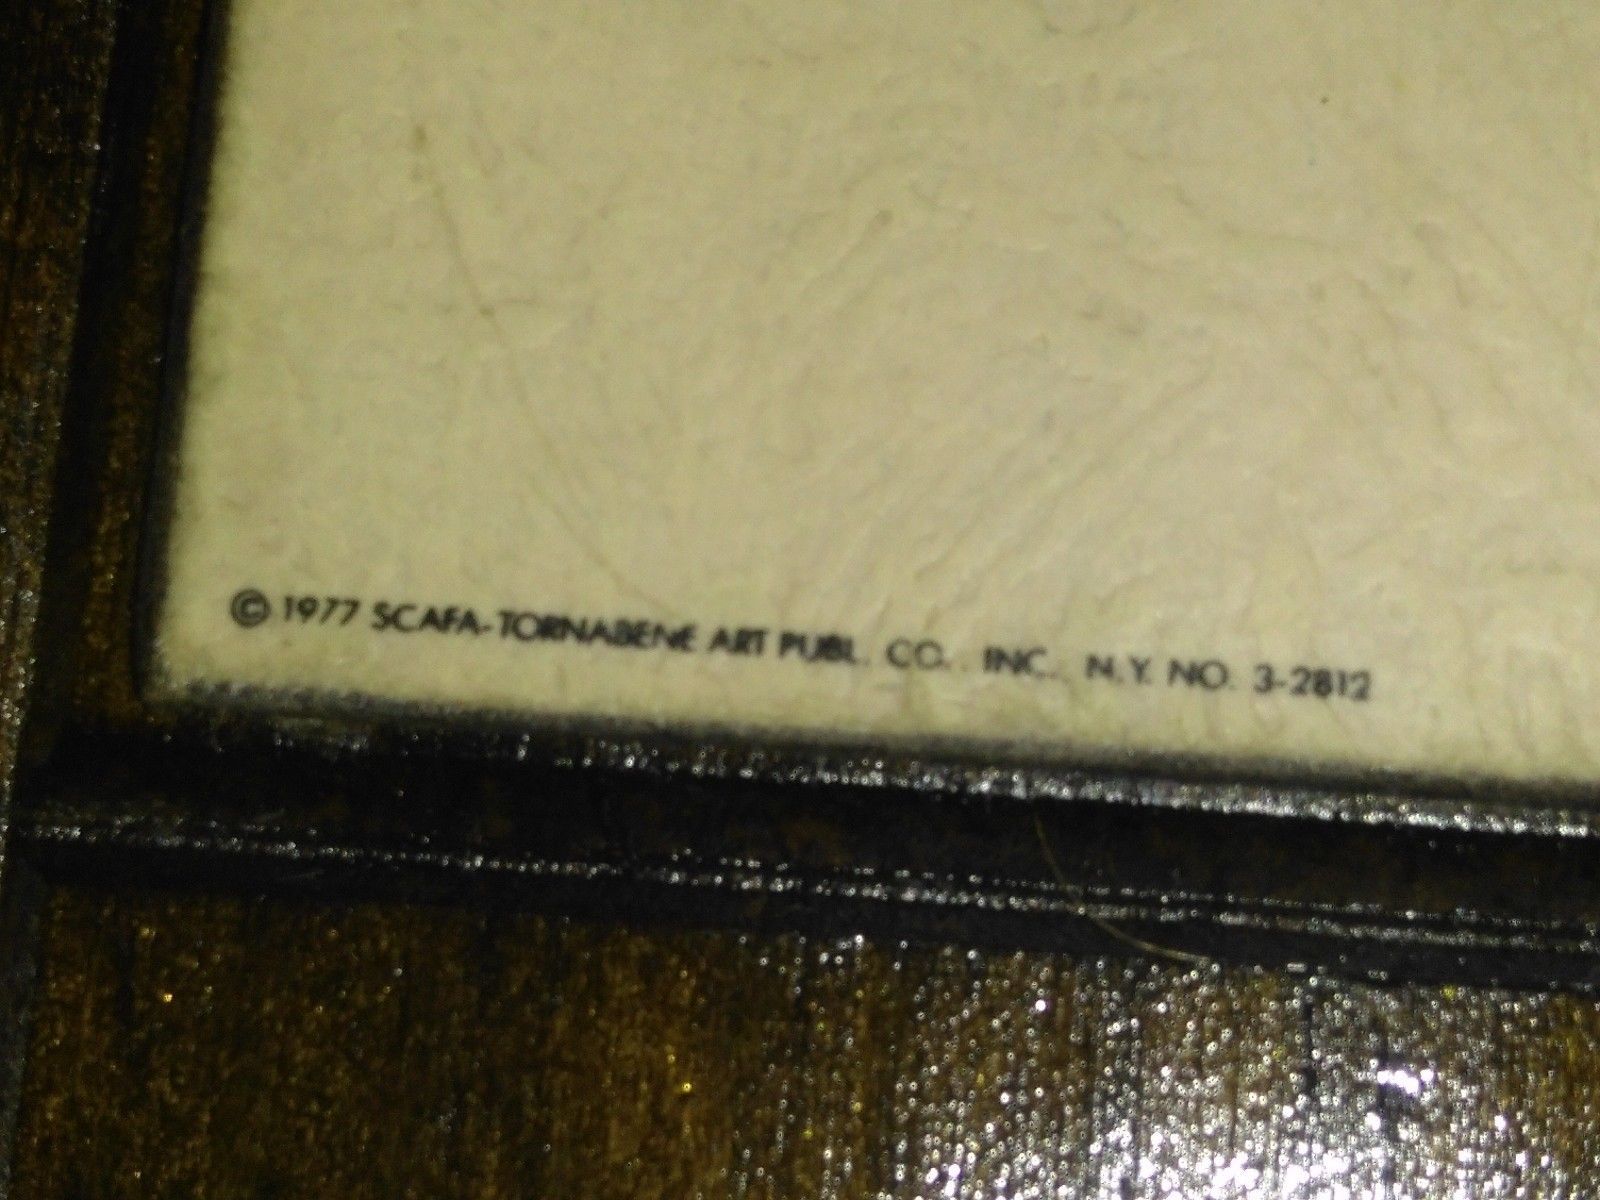 © 1977 SCAFA-TORNABENE ART PUBL. CO., INC., N.Y. NO. 3-2812